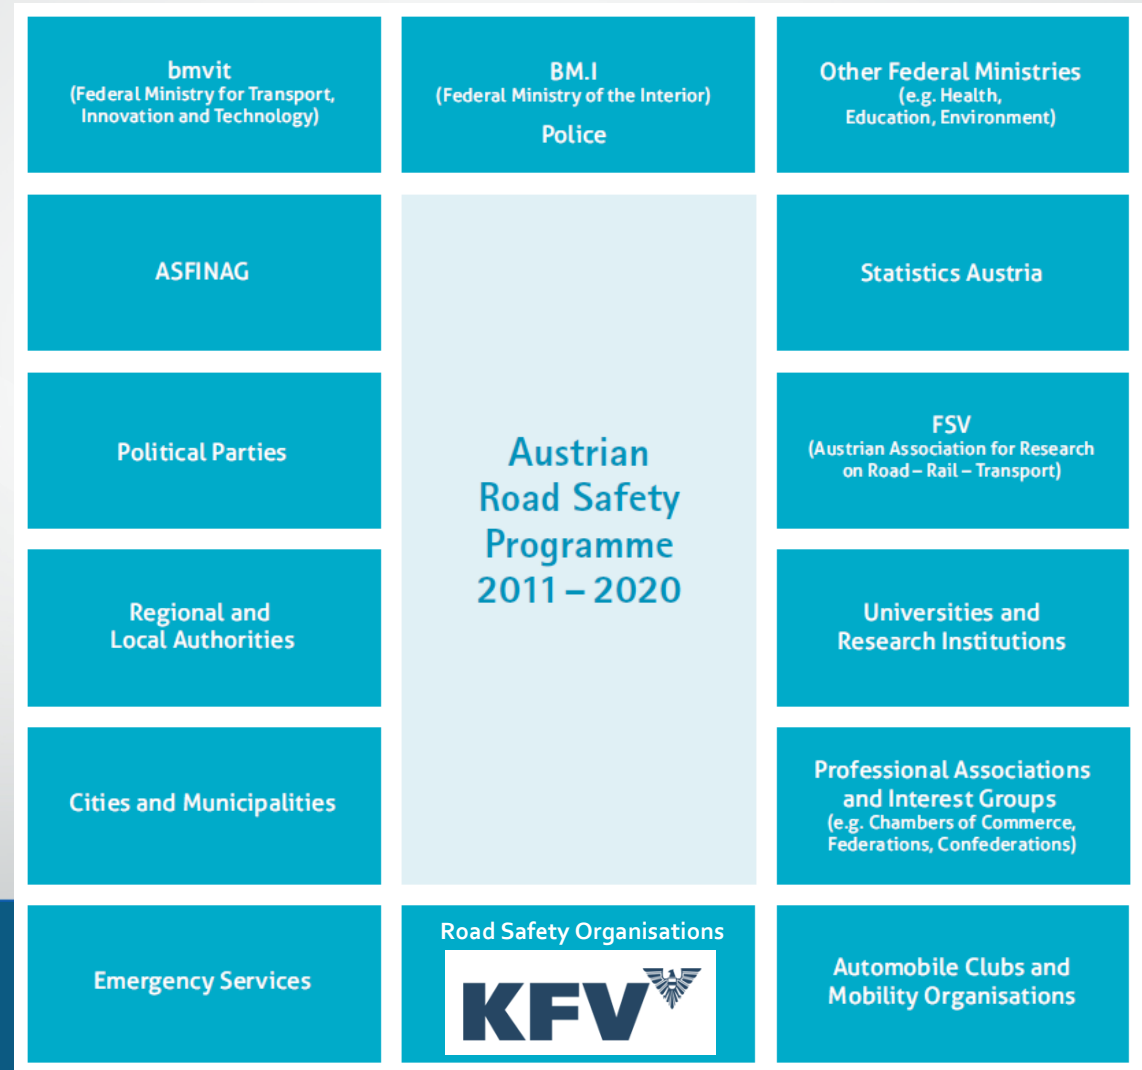 bmvit
(Federal Ministry for Transport,
Innovation and Technology)
BM.I
(Federal Ministry of the Interior)
Police
Other Federal Ministries
(e.g. Health,
Education, Environment)
ASFINAG
Statistics Austria
Political Parties
Austrian
Road Safety
Programme
2011 – 2020
FSV
(Austrian Association for Research
on Road – Rail – Transport)
Regional and
Local Authorities
Universities and
Research Institutions
Cities and Municipalities
Professional Associations
and Interest Groups
(e.g. Chambers of Commerce,
Federations, Confederations)
Emergency Services
Road Safety Organisations
KFV
Automobile Clubs and
Mobility Organisations